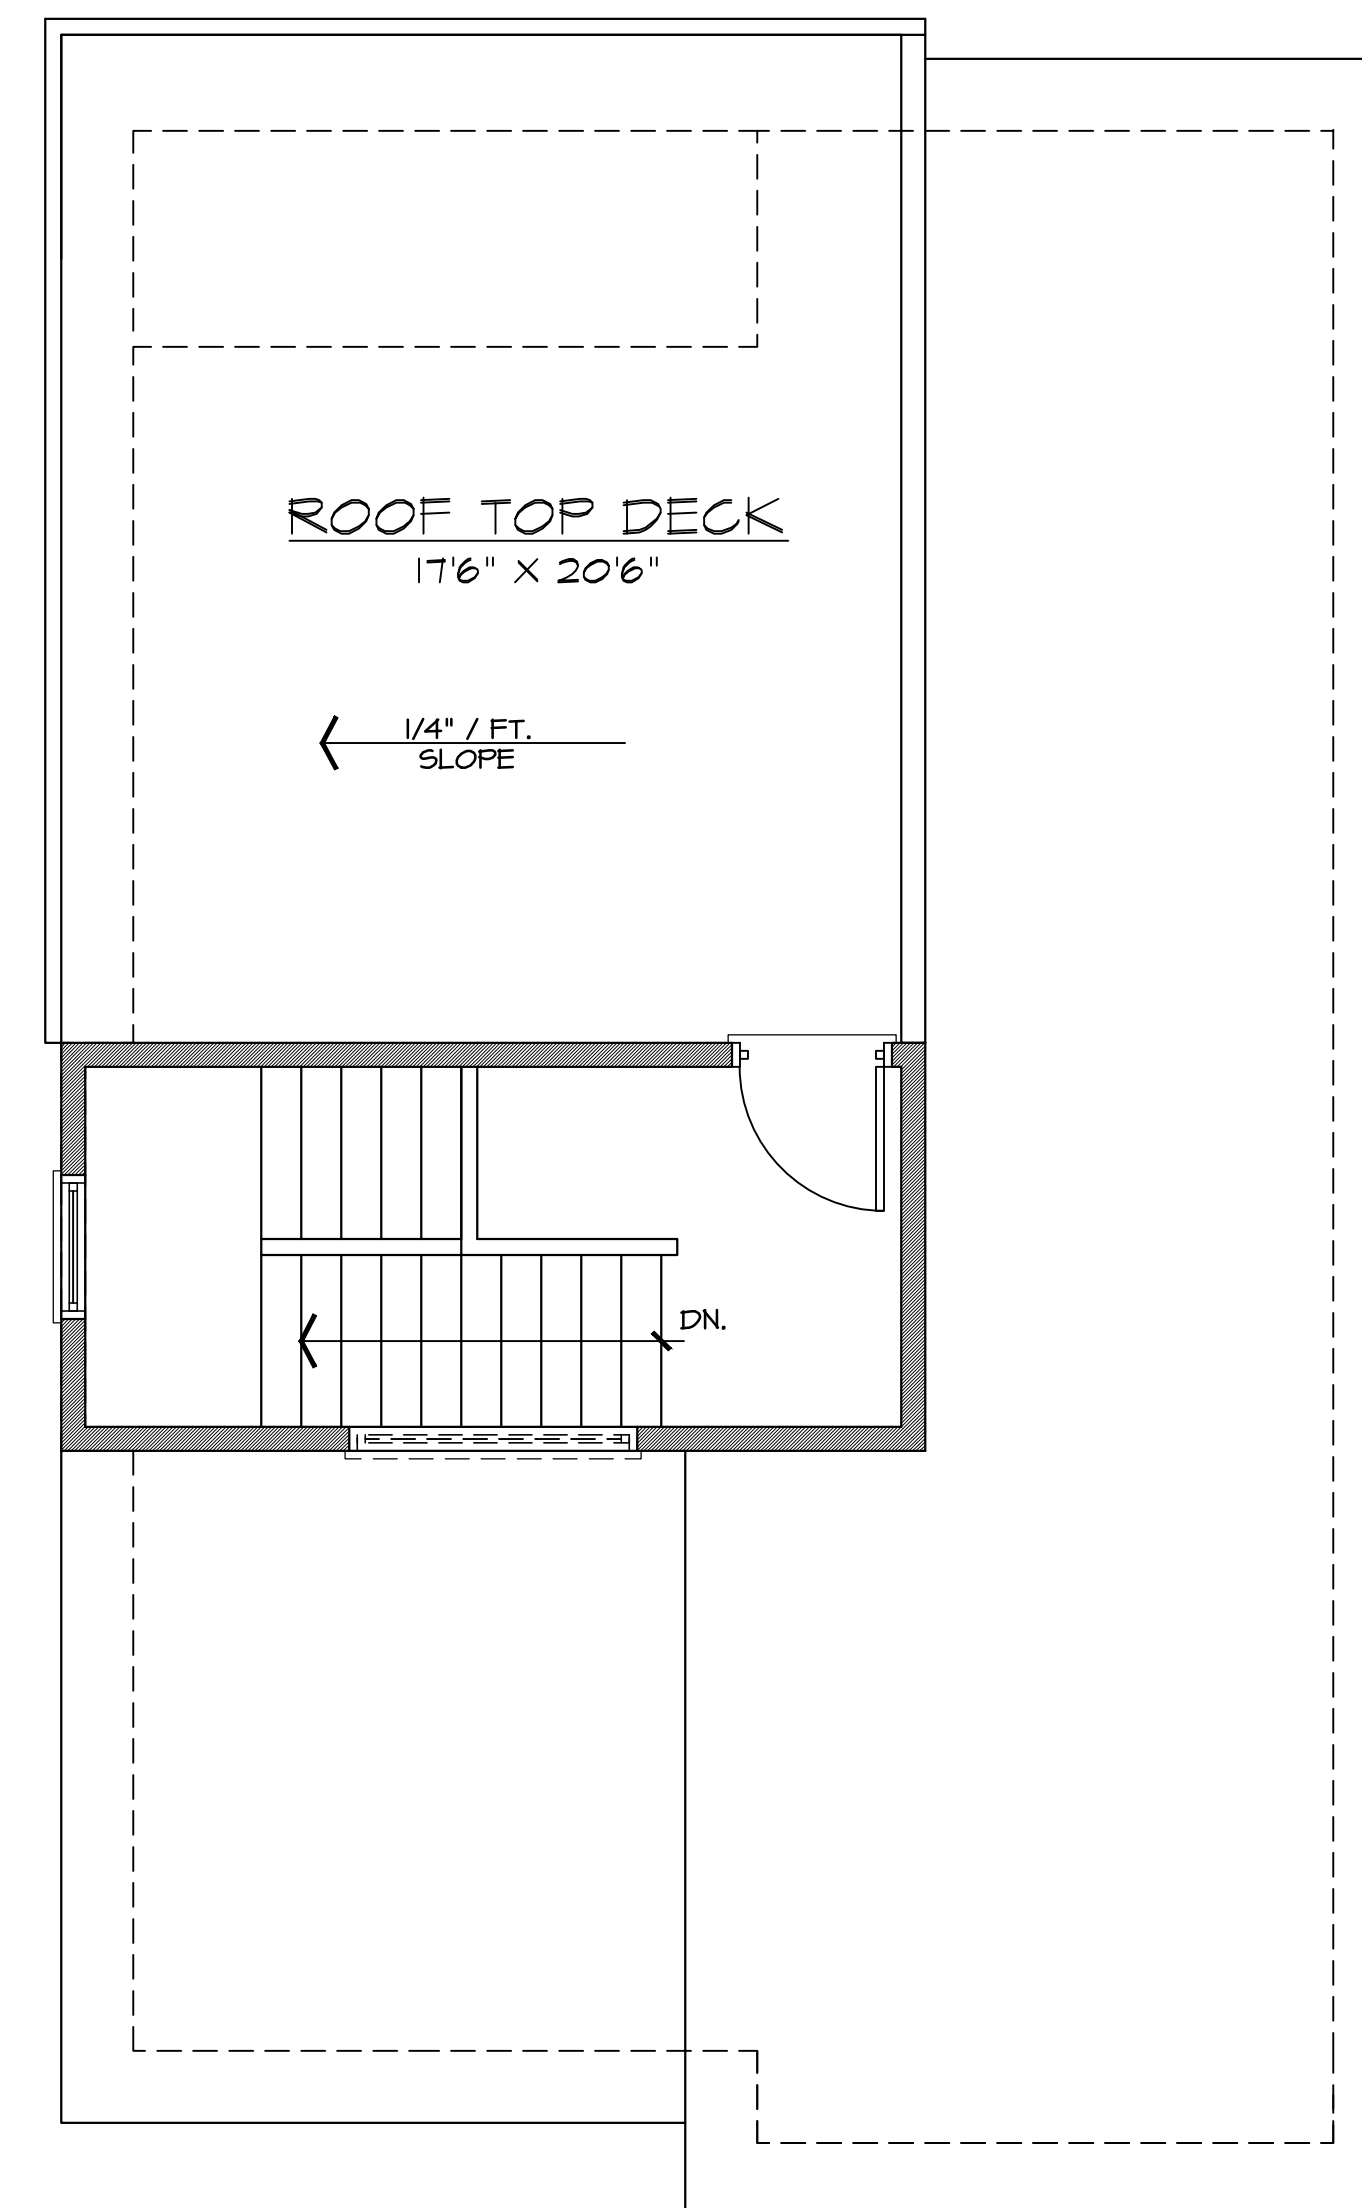 ROOF TOP DECK
17'6" X 20'6"
1/4" / FT.
SLOPE
DN.